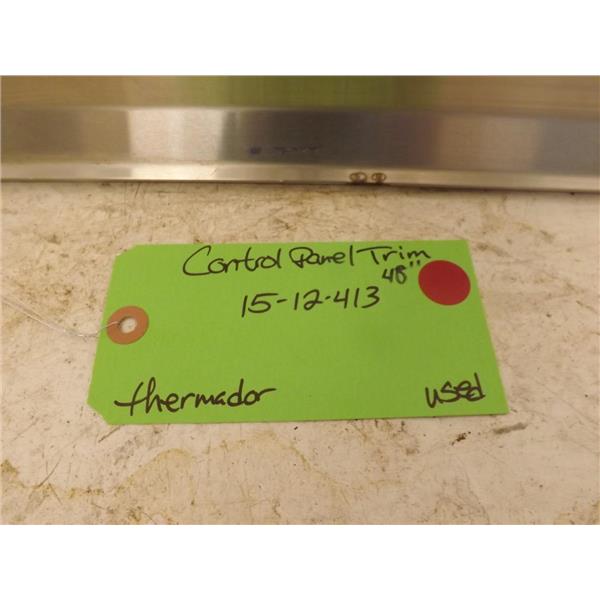 Control Panel Trim
48"
15-12-413
thermador
used